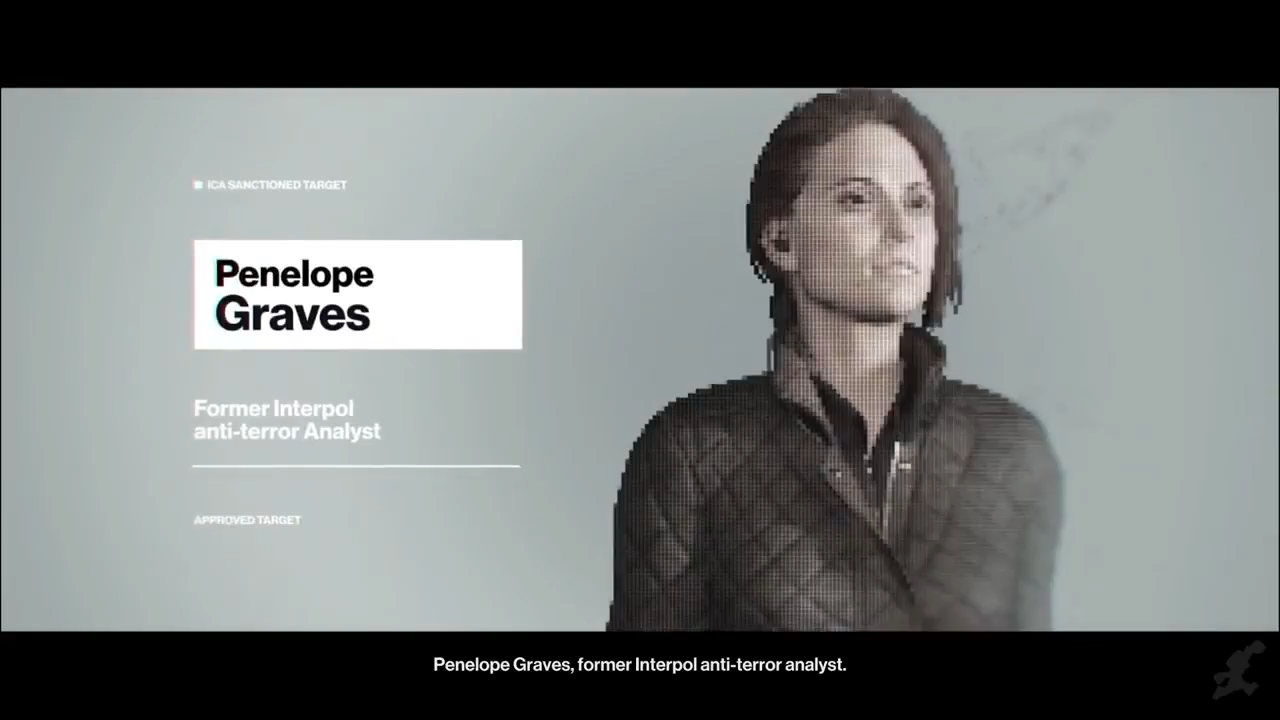 ICA SANCTIONED TARGET
Penelope
Graves
Former Interpol
anti-terror Analyst
APPROVED TARGET
Penelope Graves, former Interpol anti-terror analyst.